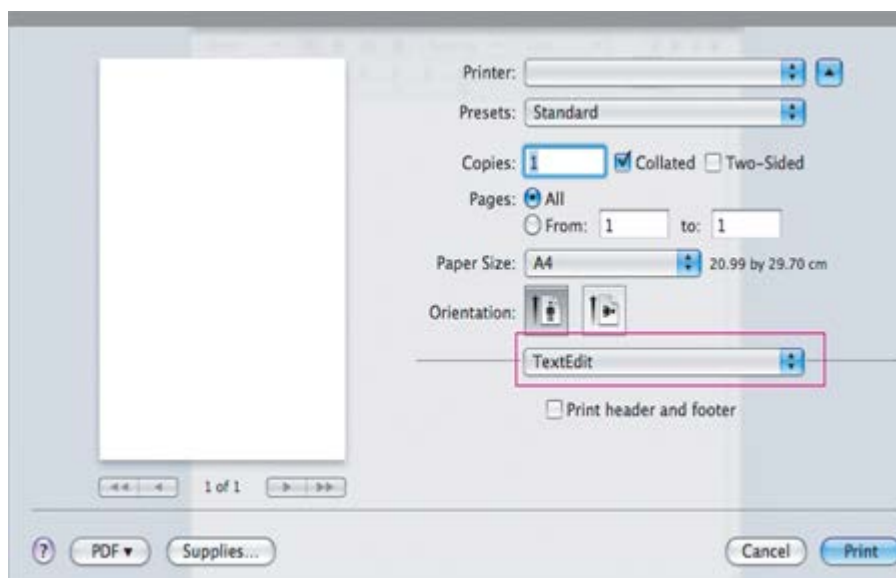 Printer:
Presets: Standard
Copies: 1 Collated Two-Sided
Pages: All
From: 1 to: 1
Paper Size: A4 20.99 by 29.70 cm
Orientation:
TextEdit
Print header and footer
1 of 1
? PDF Supplies... Cancel Print